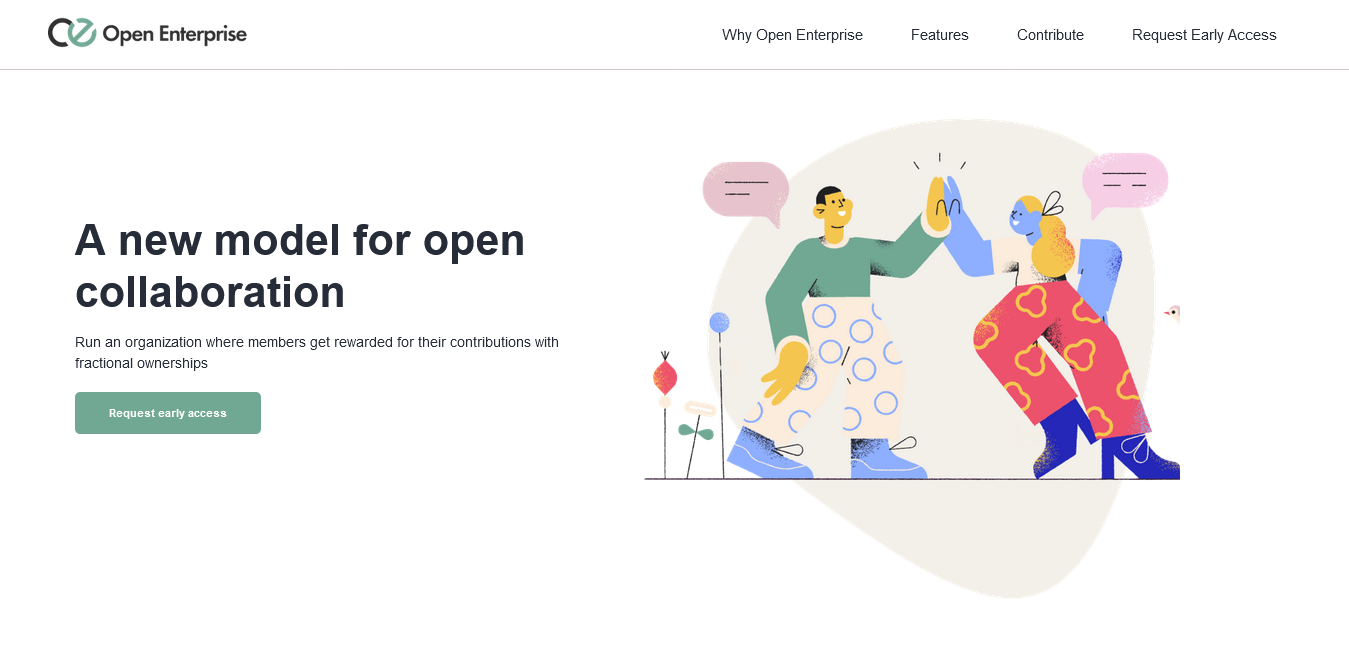 Open Enterprise
Why Open Enterprise
Features
Contribute
Request Early Access
A new model for open
collaboration
Run an organization where members get rewarded for their contributions with
fractional ownerships
Request early access